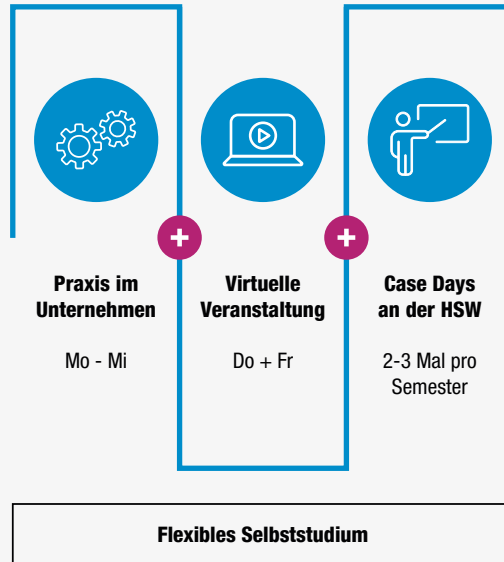 Praxis im
Unternehmen
Mo - Mi
Virtuelle
Veranstaltung
Do + Fr
Case Days
an der HSW
2-3 Mal pro
Semester
Flexibles Selbststudium